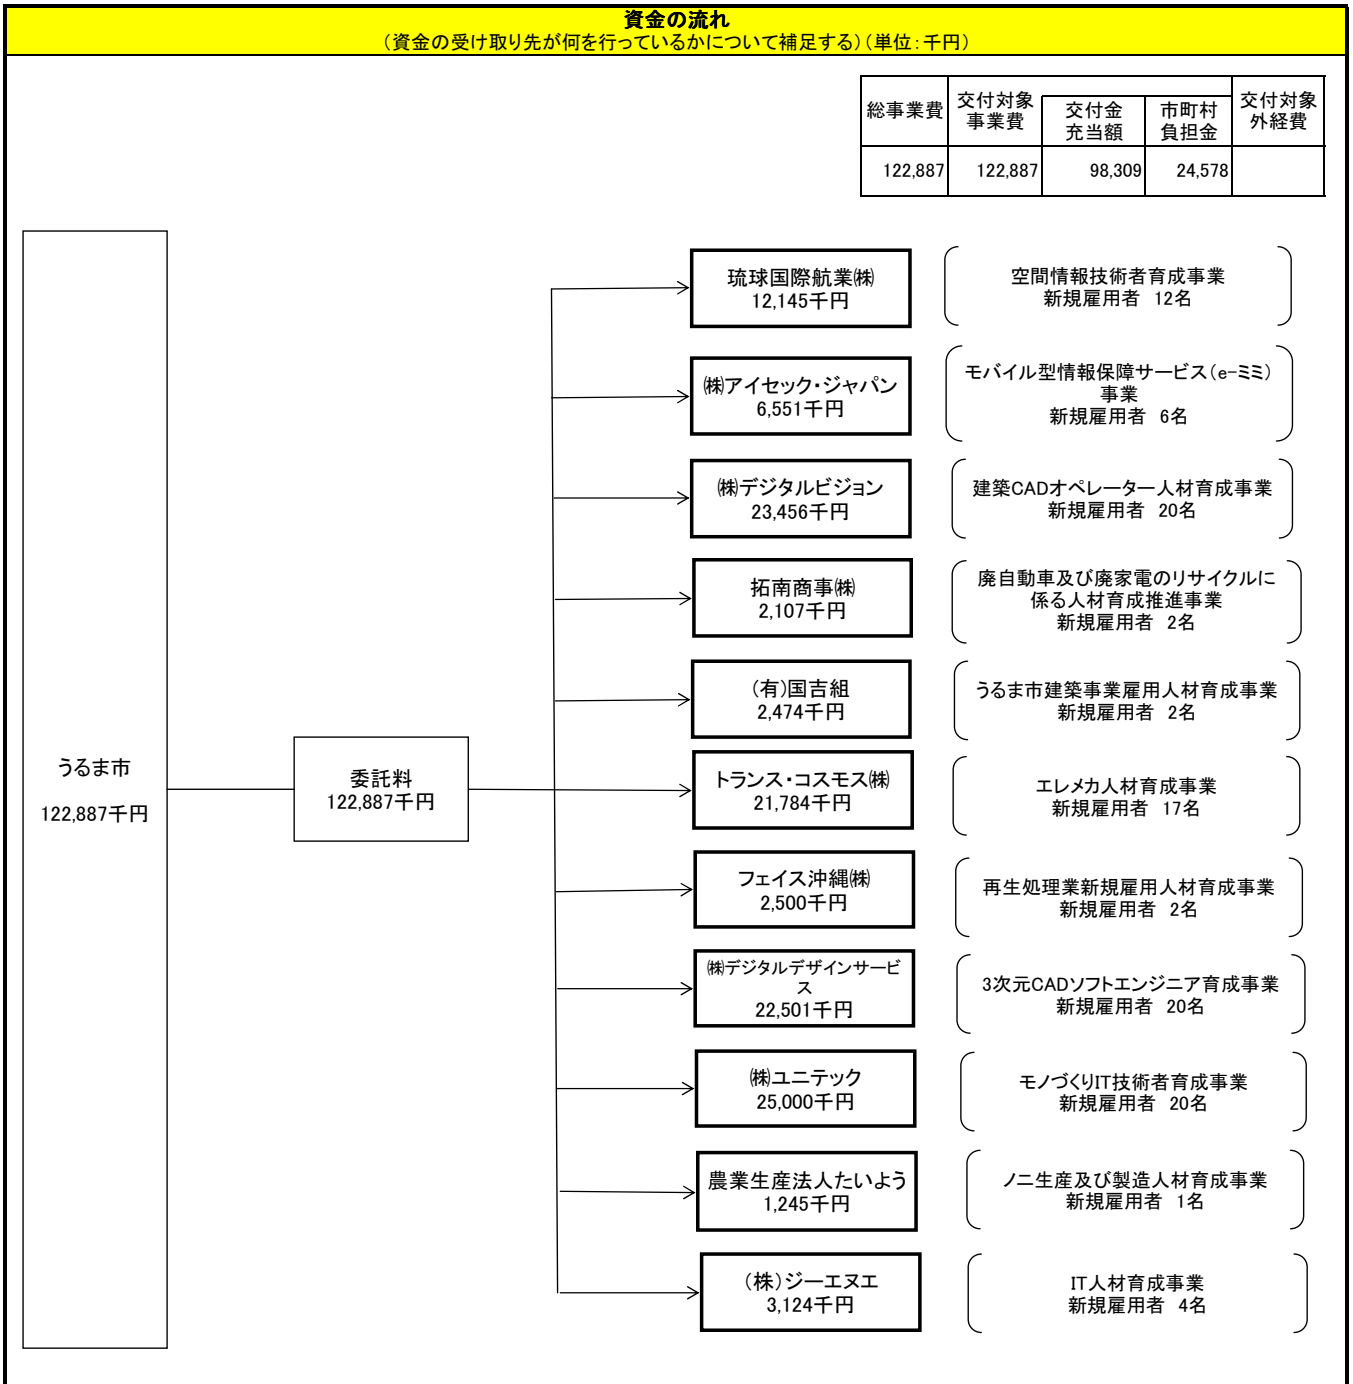 資金の流れ
（資金の受け取り先が何を行っているかについて補足する）（単位：千円）
総事業費
交付対象
事業費
交付金
充当額
市町村
負担金
交付対象
外経費
122,887
122,887
98,309
24,578
うるま市
122,887千円
委託料
122,887千円
琉球国際航業㈱
12,145千円
空間情報技術者育成事業
新規雇用者　12名
㈱アイセック・ジャパン
6,551千円
モバイル型情報保障サービス（e-ミミ）
事業
新規雇用者　6名
㈱デジタルビジョン
23,456千円
建築CADオペレーター人材育成事業
新規雇用者　20名
拓南商事㈱
2,107千円
廃自動車及び廃家電のリサイクルに
係る人材育成推進事業
新規雇用者　2名
（有）国吉組
2,474千円
うるま市建築事業雇用人材育成事業
新規雇用者　2名
トランス・コスモス㈱
21,784千円
エレメカ人材育成事業
新規雇用者　17名
フェイス沖縄㈱
2,500千円
再生処理業新規雇用人材育成事業
新規雇用者　2名
㈱デジタルデザインサービ
ス
22,501千円
3次元CADソフトエンジニア育成事業
新規雇用者　20名
㈱ユニテック
25,000千円
モノづくりIT技術者育成事業
新規雇用者　20名
農業生産法人たいよう
1,245千円
ノニ生産及び製造人材育成事業
新規雇用者　1名
（株）ジーエヌエ
3,124千円
IT人材育成事業
新規雇用者　4名